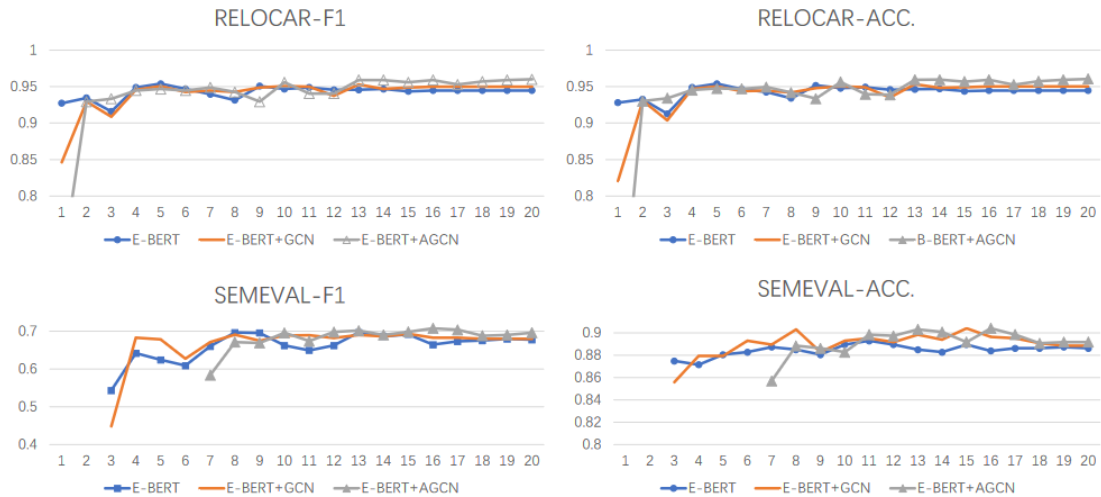 RELOCAR-F1
1
0.95
0.9
0.85
0.8
1 2 3 4 5 6 7 8 9 10 11 12 13 14 15 16 17 18 19 20
E-BERT E-BERT+GCN E-BERT+AGCN
RELOCAR-ACC.
1
0.95
0.9
0.85
0.8
1 2 3 4 5 6 7 8 9 10 11 12 13 14 15 16 17 18 19 20
E-BERT E-BERT+GCN B-BERT+AGCN
SEMEVAL-F1
0.7
0.6
0.5
0.4
1 2 3 4 5 6 7 8 9 10 11 12 13 14 15 16 17 18 19 20
E-BERT E-BERT+GCN E-BERT+AGCN
SEMEVAL-ACC.
0.9
0.88
0.86
0.84
0.82
0.8
1 2 3 4 5 6 7 8 9 10 11 12 13 14 15 16 17 18 19 20
E-BERT E-BERT+GCN E-BERT+AGCN